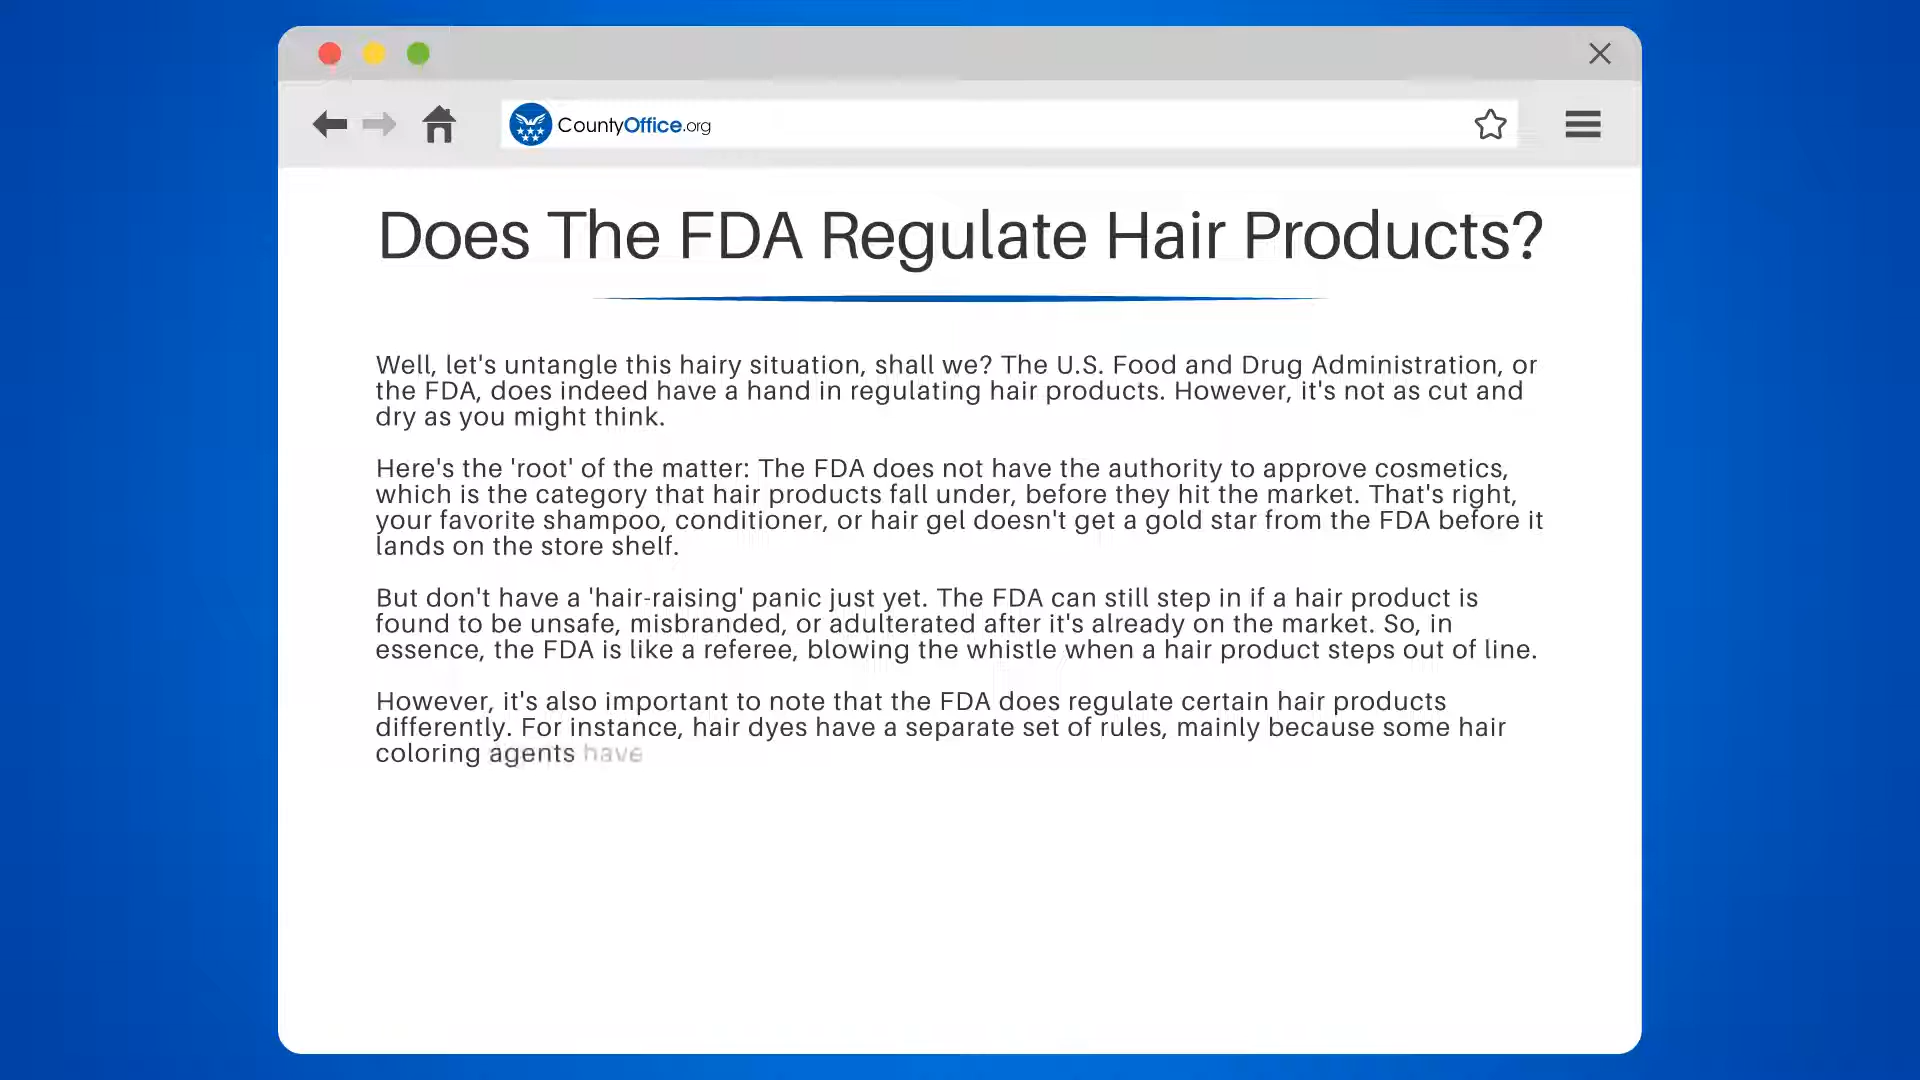 CountyOffice.org
Does The FDA Regulate Hair Products?
Well, let's untangle this hairy situation, shall we? The U.S. Food and Drug Administration, or
the FDA, does indeed have a hand in regulating hair products. However, it's not as cut and
dry as you might think.
Here's the 'root' of the matter: The FDA does not have the authority to approve cosmetics,
which is the category that hair products fall under, before they hit the market. That's right,
your favorite shampoo, conditioner, or hair gel doesn't get a gold star from the FDA before it
lands on the store shelf.
But don't have a 'hair-raising' panic just yet. The FDA can still step in if a hair product is
found to be unsafe, misbranded, or adulterated after it's already on the market. So, in
essence, the FDA is like a referee, blowing the whistle when a hair product steps out of line.
However, it's also important to note that the FDA does regulate certain hair products
differently. For instance, hair dyes have a separate set of rules, mainly because some hair
coloring agents have